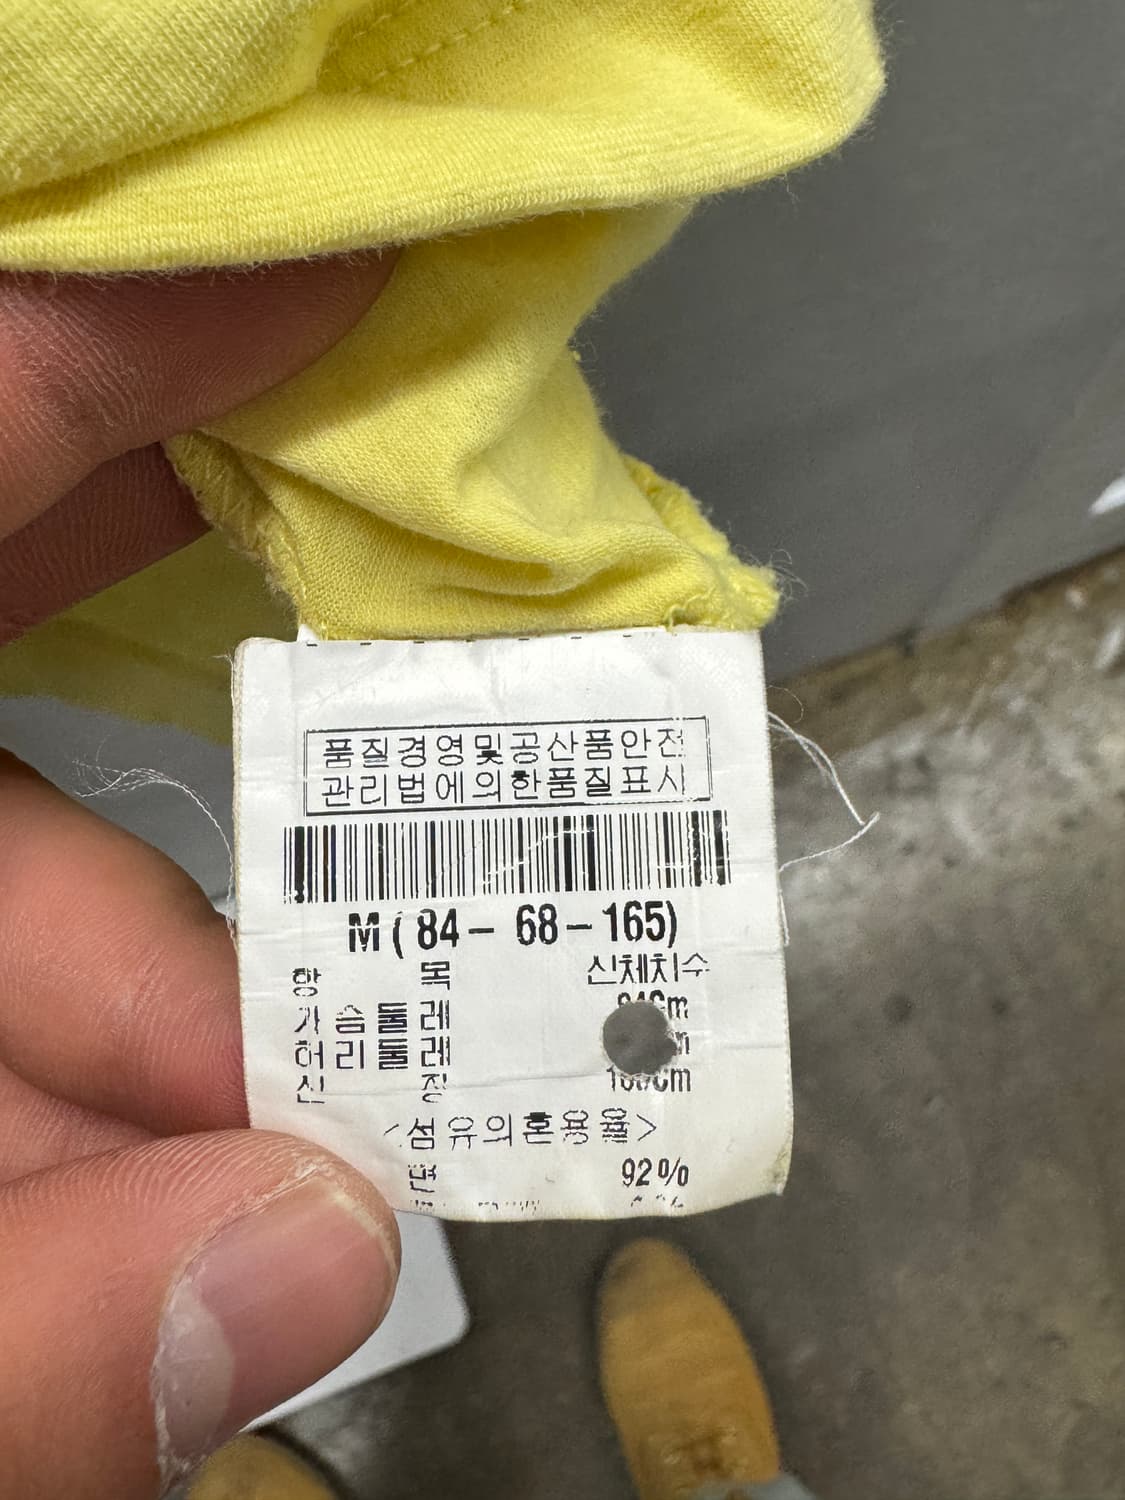 품질경영및공산품안전
관리법에의한품질표시
M ( 84 - 68 - 165)
항 목 신체치수
가슴둘레
허리둘레
신 장
<섬유의혼용율>
면 92%